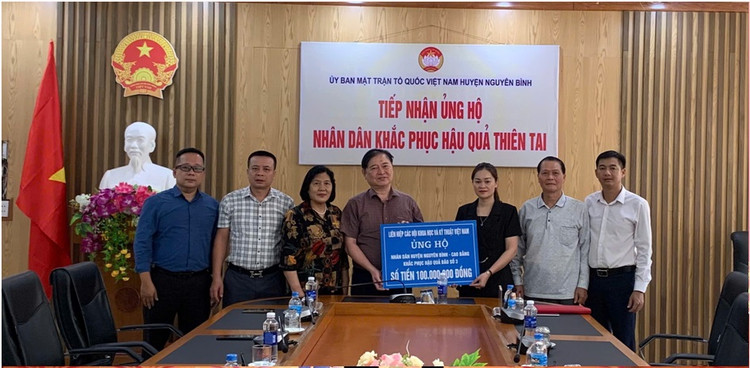 ỦY BAN MẶT TRẬN TỔ QUỐC VIỆT NAM HUYỆN NGUYÊN BÌNH
TIẾP NHẬN ỦNG HỘ
NHÂN DÂN KHẮC PHỤC HẬU QUẢ THIÊN TAI
LIÊN HIỆP CÁC HỘI KHOA HỌC VÀ KỸ THUẬT VIỆT NAM
ỦNG HỘ
NHÂN DÂN HUYỆN NGUYÊN BÌNH - CAO BẰNG
KHẮC PHỤC HẬU QUẢ BÃO SỐ 3
SỐ TIỀN 100.000.000 ĐỒNG